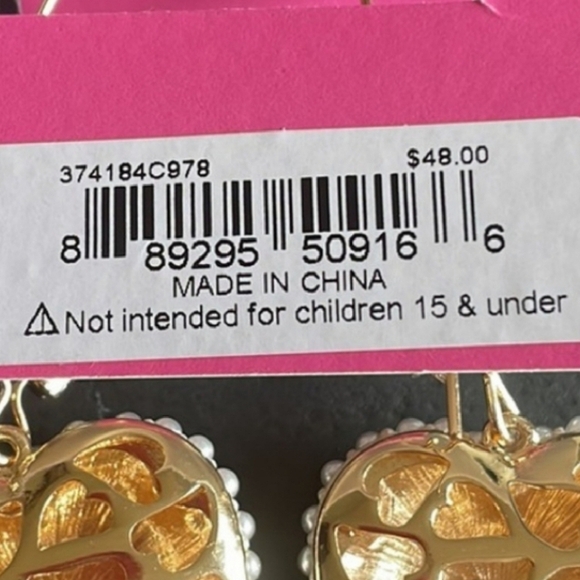 374184C978 $48.00
8 89295 50916 6
MADE IN CHINA
⚠Not intended for children 15 & under